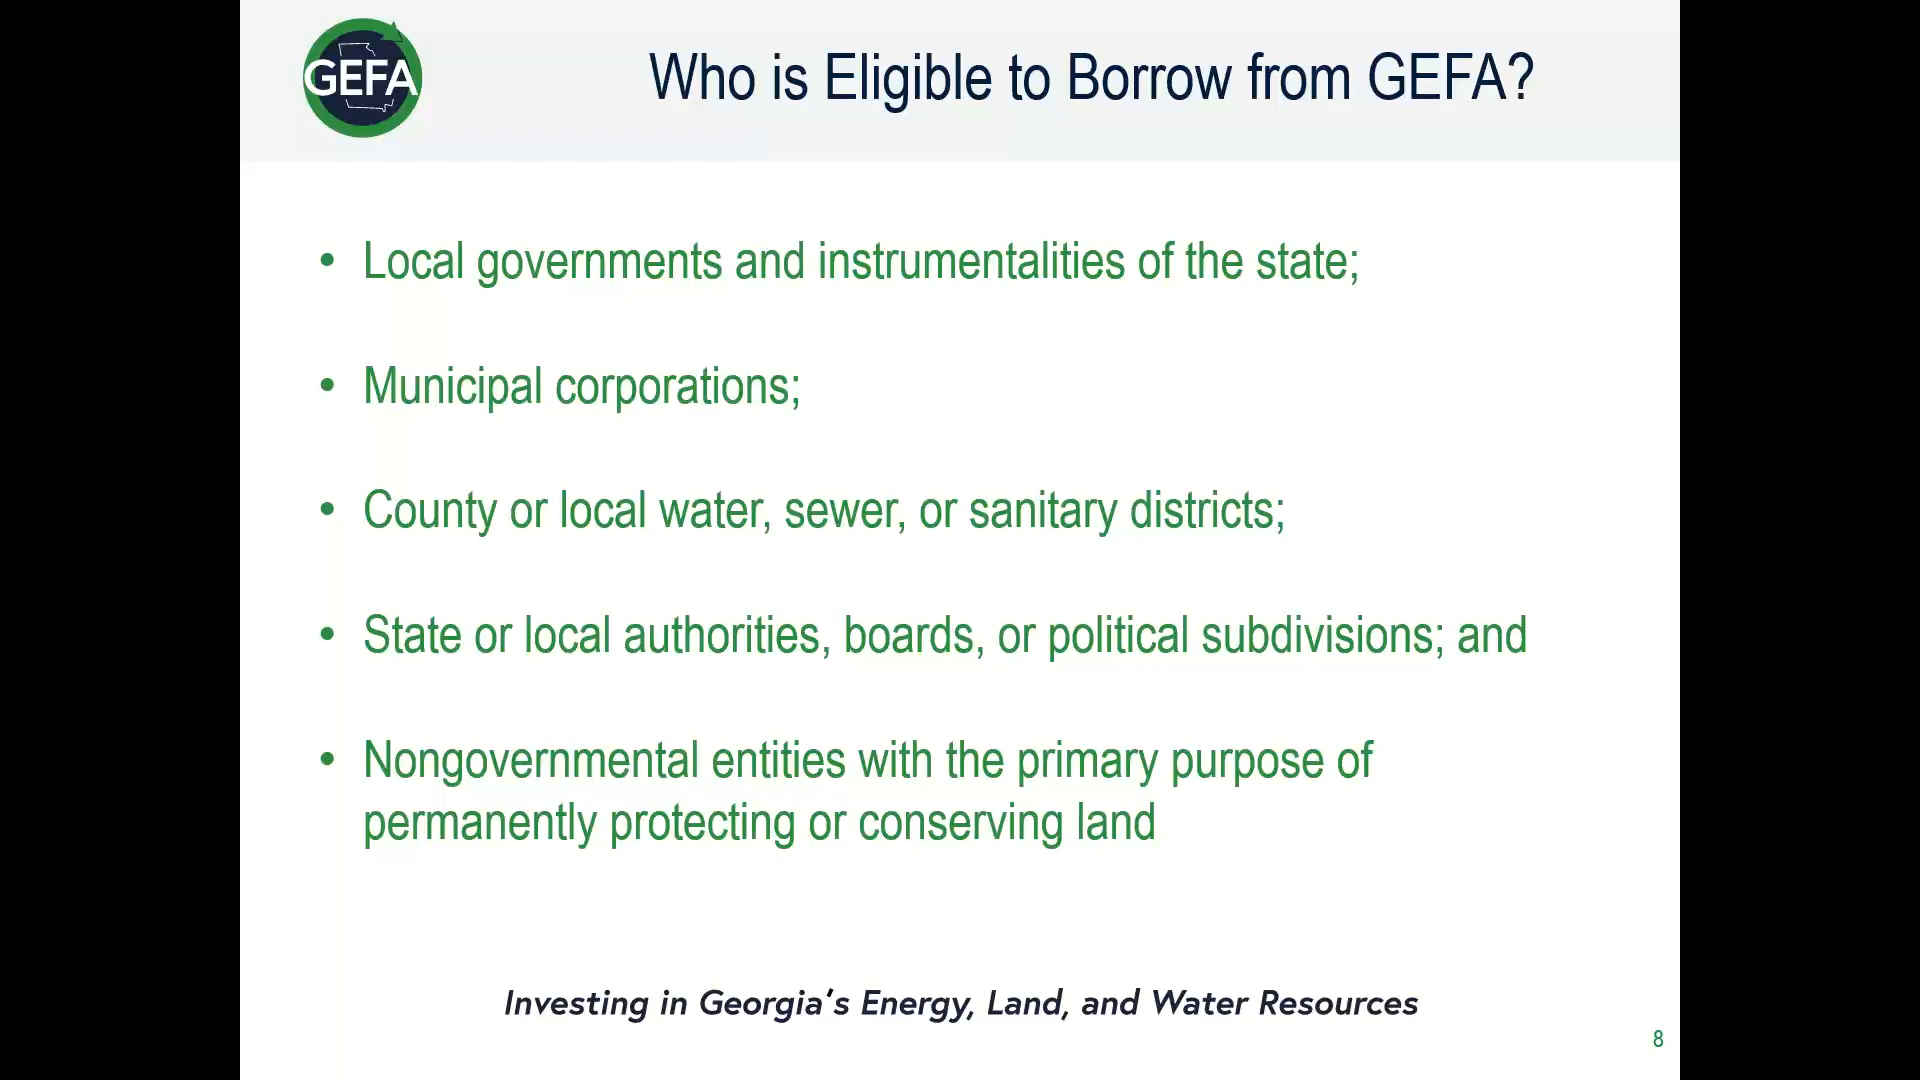 GEFA
Who is Eligible to Borrow from GEFA?
• Local governments and instrumentalities of the state;
• Municipal corporations;
• County or local water, sewer, or sanitary districts;
• State or local authorities, boards, or political subdivisions; and
• Nongovernmental entities with the primary purpose of
permanently protecting or conserving land
Investing in Georgia's Energy, Land, and Water Resources
8